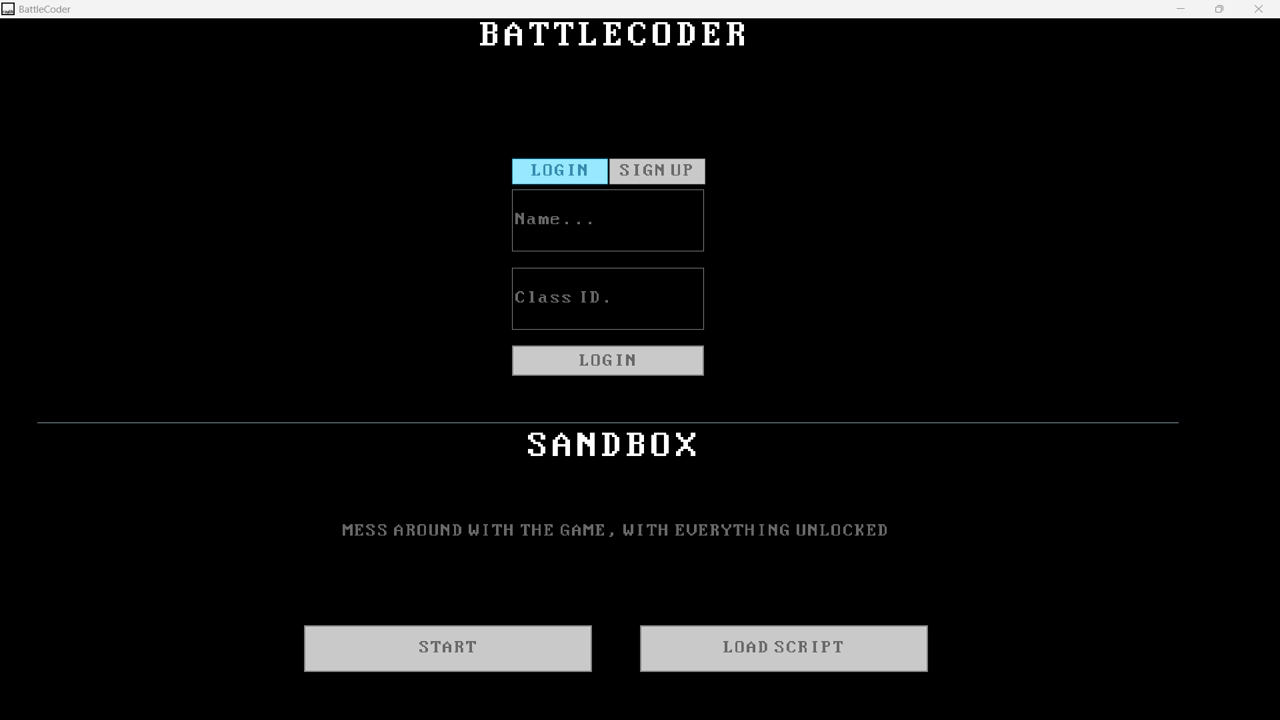 BattleCoder
BATTLECODER
LOGIN SIGN UP
Name...
Class ID.
LOGIN
SANDBOX
MESS AROUND WITH THE GAME, WITH EVERYTHING UNLOCKED
START LOAD SCRIPT